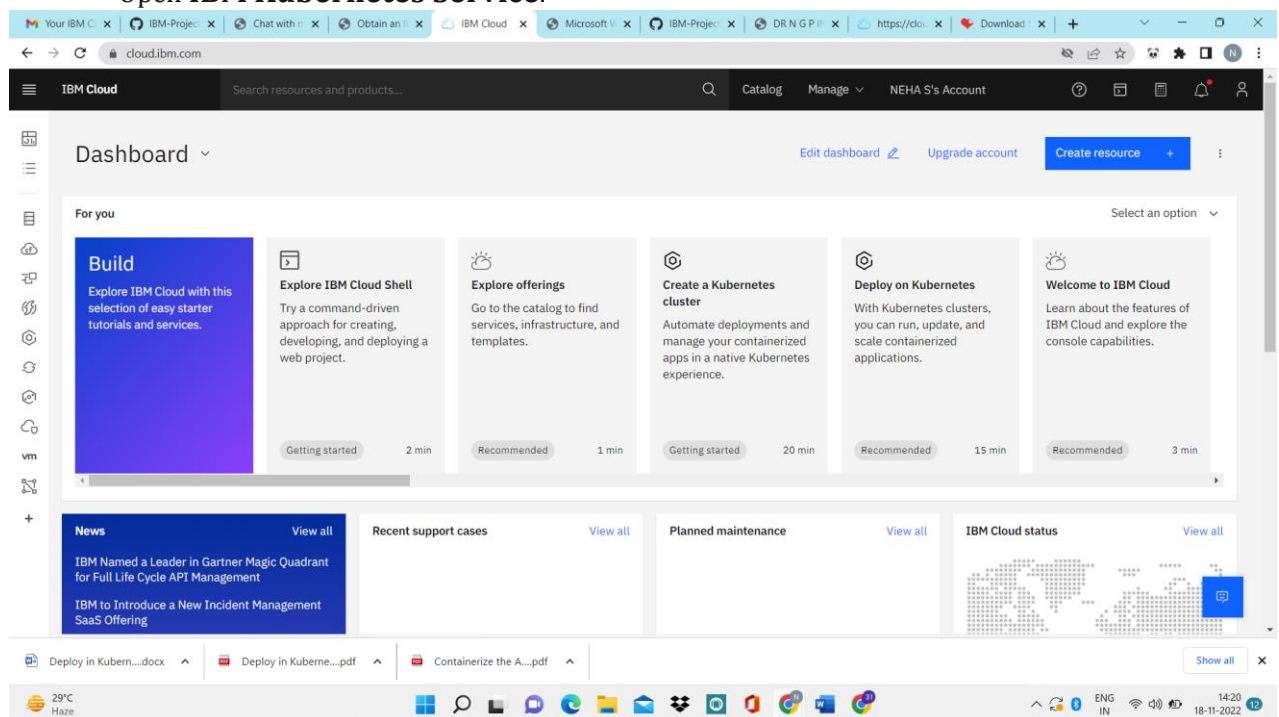 Open IBM Kubernetes Service.
Your IBM C
IBM-Projec
Chat with n
Obtain an I
IBM Cloud
Microsoft W
IBM-Projec
DR N G P I
https://clou
Download
cloud.ibm.com
N
IBM Cloud
Search resources and products...
Catalog
Manage
NEHA S's Account
Dashboard
Edit dashboard
Upgrade account
Create resource +
For you
Select an option
Build
Explore IBM Cloud with this
selection of easy starter
tutorials and services.
Explore IBM Cloud Shell
Try a command-driven
approach for creating,
developing, and deploying a
web project.
Getting started
2 min
Explore offerings
Go to the catalog to find
services, infrastructure, and
templates.
Recommended
1 min
Create a Kubernetes
cluster
Automate deployments and
manage your containerized
apps in a native Kubernetes
experience.
Getting started
20 min
Deploy on Kubernetes
With Kubernetes clusters,
you can run, update, and
scale containerized
applications.
Recommended
15 min
Welcome to IBM Cloud
Learn about the features of
IBM Cloud and explore the
console capabilities.
Recommended
3 min
vm
News
View all
IBM Named a Leader in Gartner Magic Quadrant
for Full Life Cycle API Management
IBM to Introduce a New Incident Management
SaaS Offering
Recent support cases
View all
Planned maintenance
View all
IBM Cloud status
View all
Deploy in Kubern....docx
Deploy in Kuberne....pdf
Containerize the A....pdf
Show all
29°C
Haze
ENG
IN
14:20
18-11-2022
12